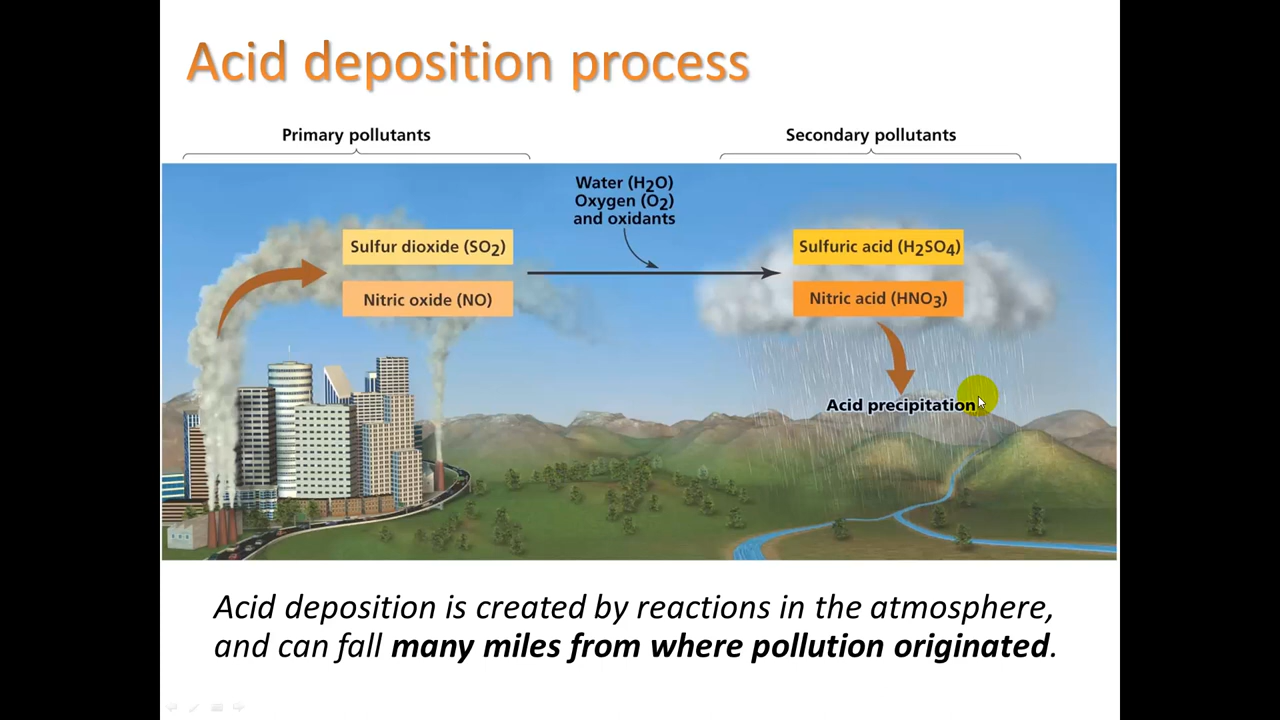 Acid deposition process
Primary pollutants
Secondary pollutants
Water (H2O)
Oxygen (O2)
and oxidants
Sulfur dioxide (SO2)
Nitric oxide (NO)
Sulfuric acid (H2SO4)
Nitric acid (HNO3)
Acid precipitation
Acid deposition is created by reactions in the atmosphere,
and can fall many miles from where pollution originated.